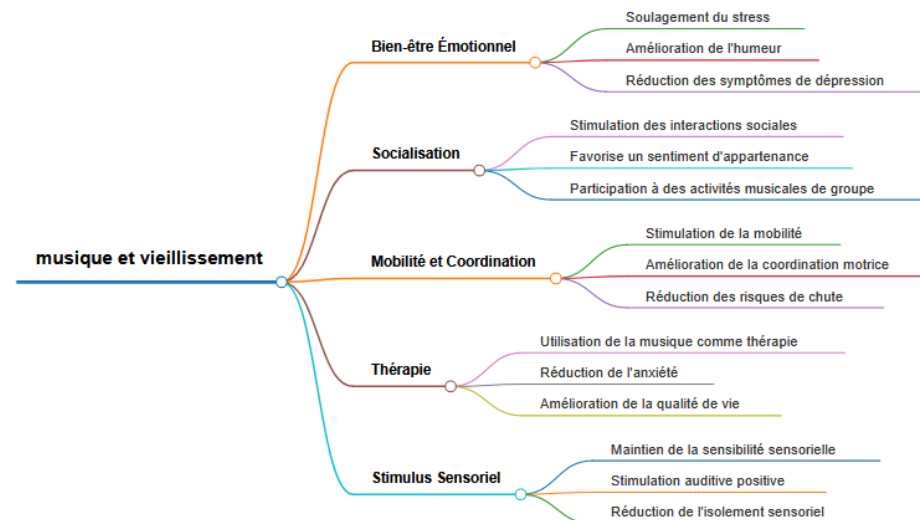 musique et vieillissement
Bien-être Émotionnel
Soulagement du stress
Amélioration de l'humeur
Réduction des symptômes de dépression
Socialisation
Stimulation des interactions sociales
Favorise un sentiment d'appartenance
Participation à des activités musicales de groupe
Mobilité et Coordination
Stimulation de la mobilité
Amélioration de la coordination motrice
Réduction des risques de chute
Thérapie
Utilisation de la musique comme thérapie
Réduction de l'anxiété
Amélioration de la qualité de vie
Stimulus Sensoriel
Maintien de la sensibilité sensorielle
Stimulation auditive positive
Réduction de l'isolement sensoriel